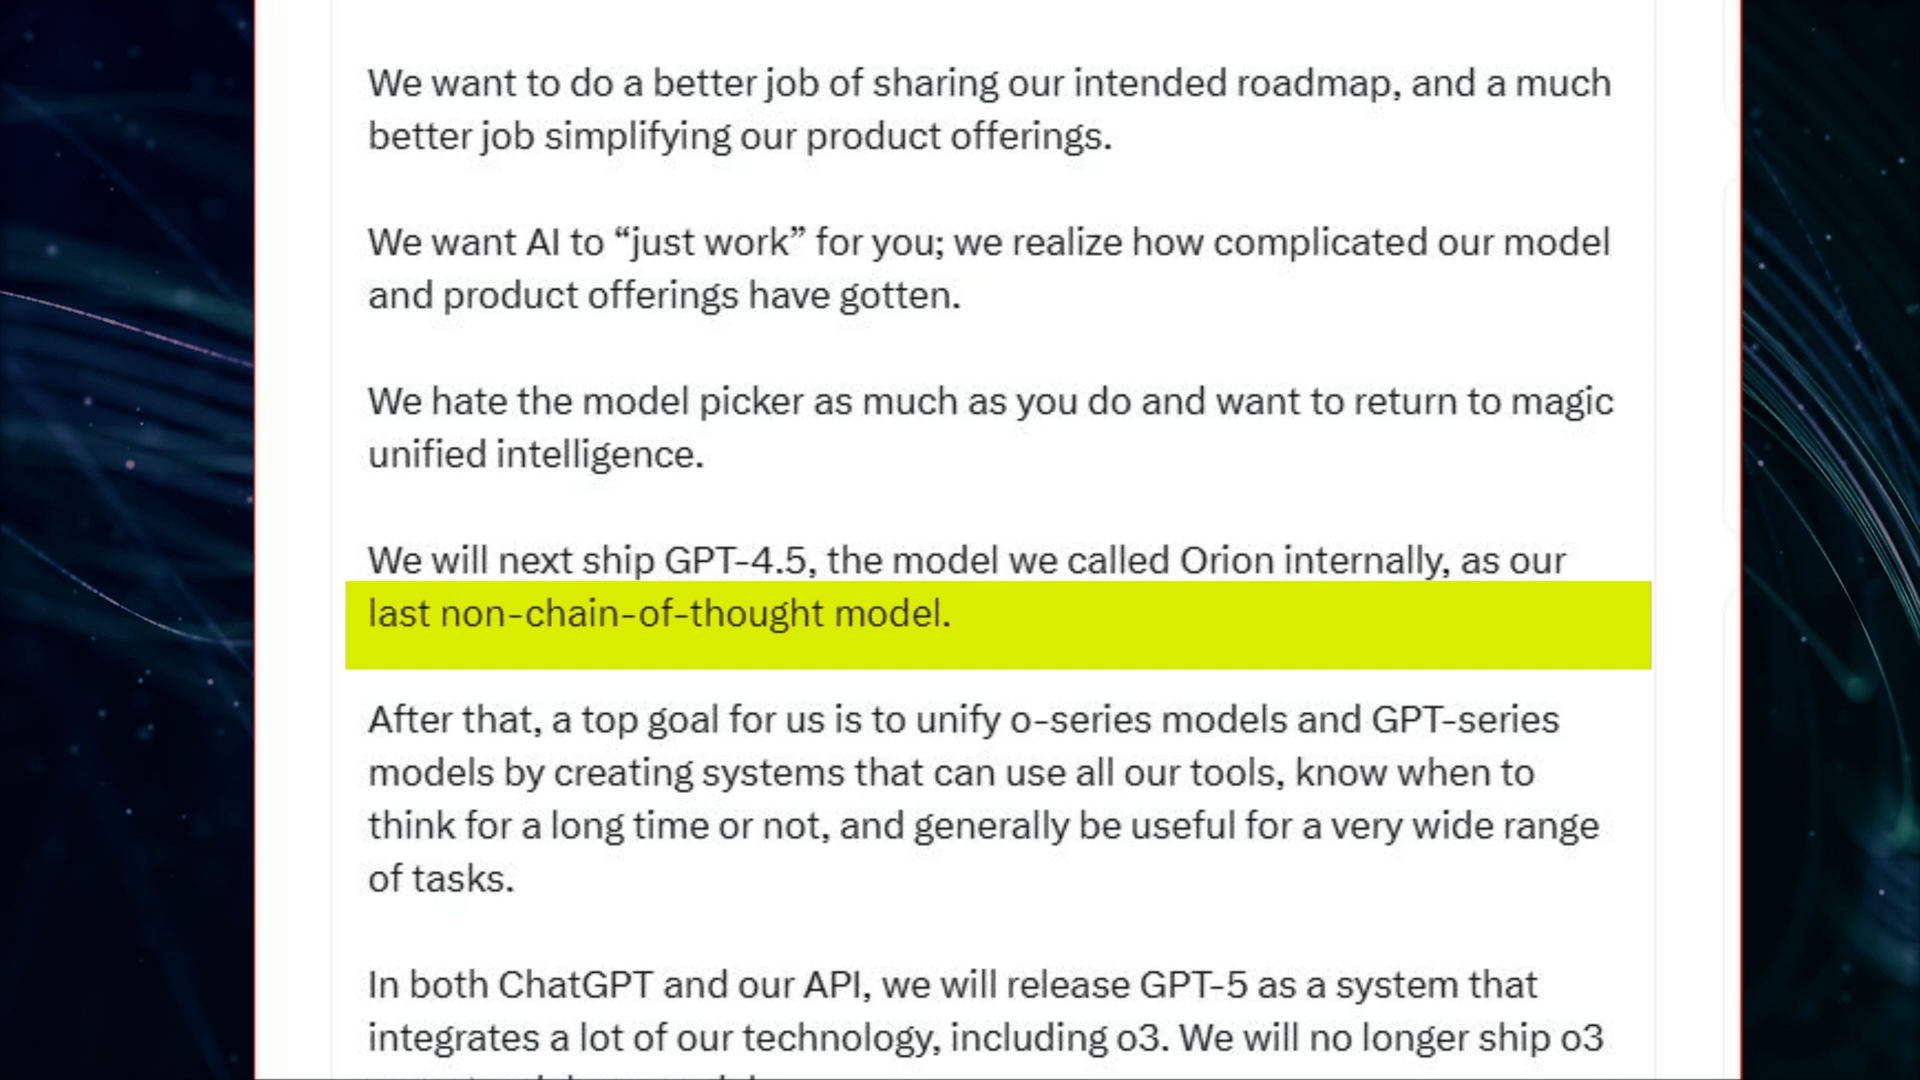 We want to do a better job of sharing our intended roadmap, and a much
better job simplifying our product offerings.
We want AI to “just work” for you; we realize how complicated our model
and product offerings have gotten.
We hate the model picker as much as you do and want to return to magic
unified intelligence.
We will next ship GPT-4.5, the model we called Orion internally, as our
last non-chain-of-thought model.
After that, a top goal for us is to unify o-series models and GPT-series
models by creating systems that can use all our tools, know when to
think for a long time or not, and generally be useful for a very wide range
of tasks.
In both ChatGPT and our API, we will release GPT-5 as a system that
integrates a lot of our technology, including o3. We will no longer ship o3